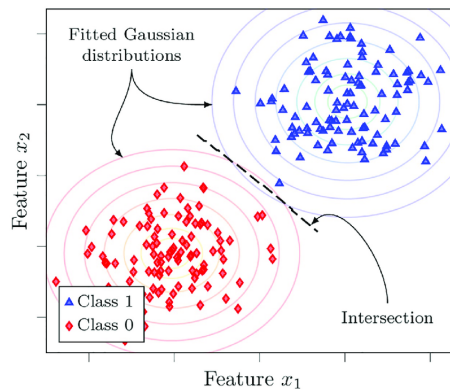 Fitted Gaussian
distributions
Feature x2
Class 1
Class 0
Intersection
Feature x1